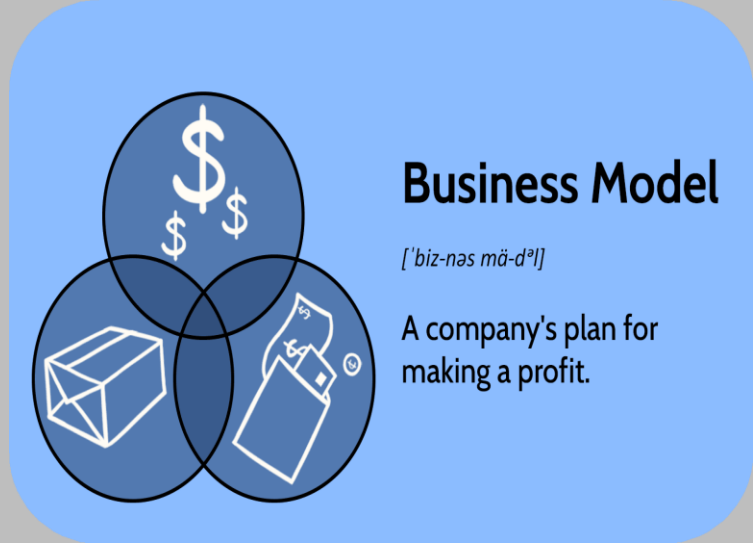 $
$
$
Business Model
[ˈbiz-nəs mä-dᵊl]
A company's plan for
making a profit.
$
$